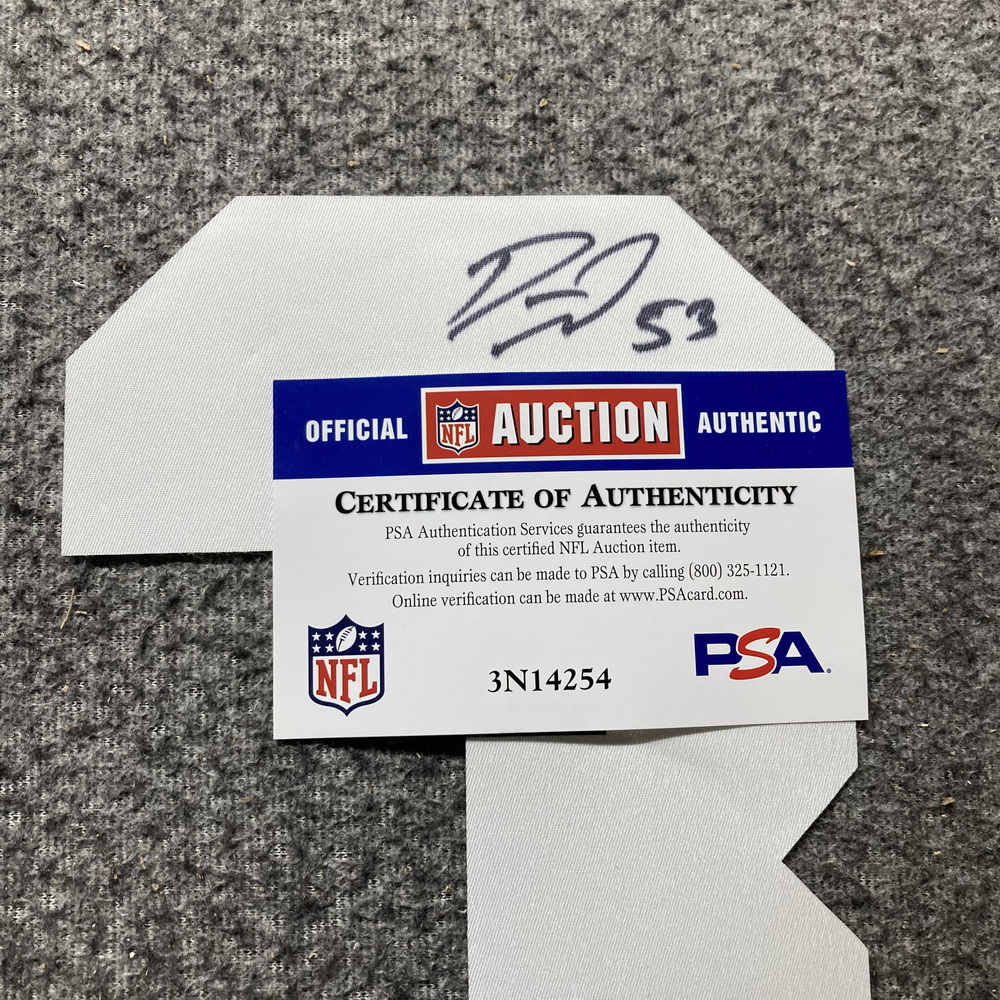 53
OFFICIAL NFL AUCTION AUTHENTIC
CERTIFICATE OF AUTHENTICITY
PSA Authentication Services guarantees the authenticity
of this certified NFL Auction item.
Verification inquiries can be made to PSA by calling (800) 325-1121.
Online verification can be made at www.PSAcard.com.
NFL
3N14254
PSA.